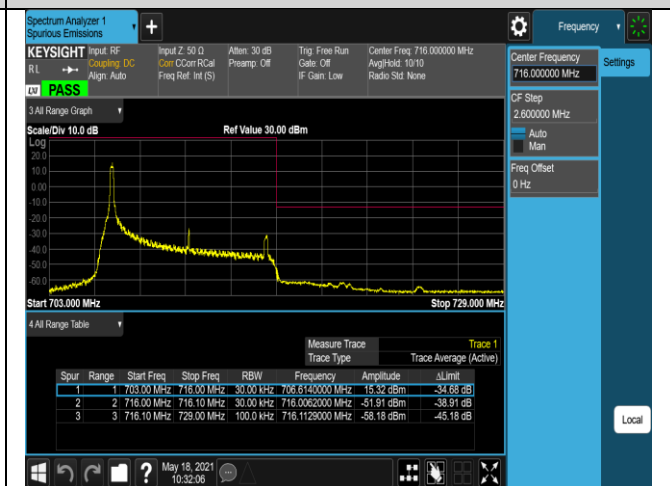 Spectrum Analyzer 1
Spurious Emissions
Frequency
KEYSIGHT
Input: RF
Coupling: DC
Align: Auto
Input Z: 50 Ω
Corr CCorr RCal
Freq Ref: Int (S)
Atten: 30 dB
Preamp: Off
Trig: Free Run
Gate: Off
IF Gain: Low
Center Freq: 716.000000 MHz
Avg|Hold: 10/10
Radio Std: None
RL
LXI PASS
Center Frequency
716.000000 MHz
Settings
CF Step
2.600000 MHz
Auto
Man
Freq Offset
0 Hz
3 All Range Graph
Scale/Div 10.0 dB
Ref Value 30.00 dBm
Log
20.0
10.0
0.00
-10.0
-20.0
-30.0
-40.0
-50.0
-60.0
Start 703.000 MHz
Stop 729.000 MHz
4 All Range Table
Measure Trace Trace 1
Trace Type Trace Average (Active)
Spur Range Start Freq Stop Freq RBW Frequency Amplitude ΔLimit
1 1 703.00 MHz 716.00 MHz 30.00 kHz 706.6140000 MHz 15.32 dBm -34.68 dB
2 2 716.00 MHz 716.10 MHz 30.00 kHz 716.0062000 MHz -51.91 dBm -38.91 dB
3 3 716.10 MHz 729.00 MHz 100.0 kHz 716.1129000 MHz -58.18 dBm -45.18 dB
Local
May 18, 2021
10:32:06